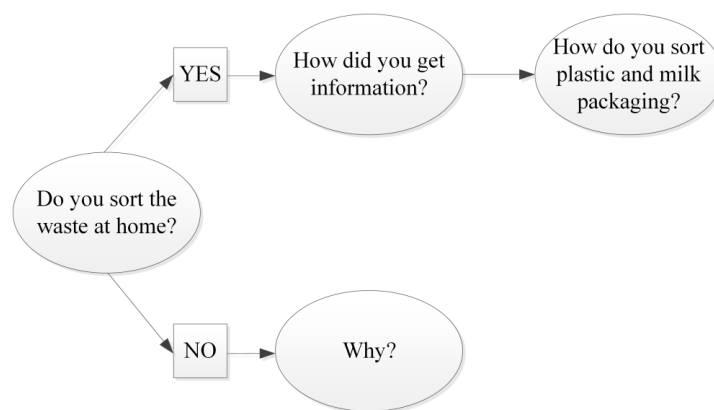 YES
How did you get
information?
How do you sort
plastic and milk
packaging?
Do you sort the
waste at home?
NO
Why?